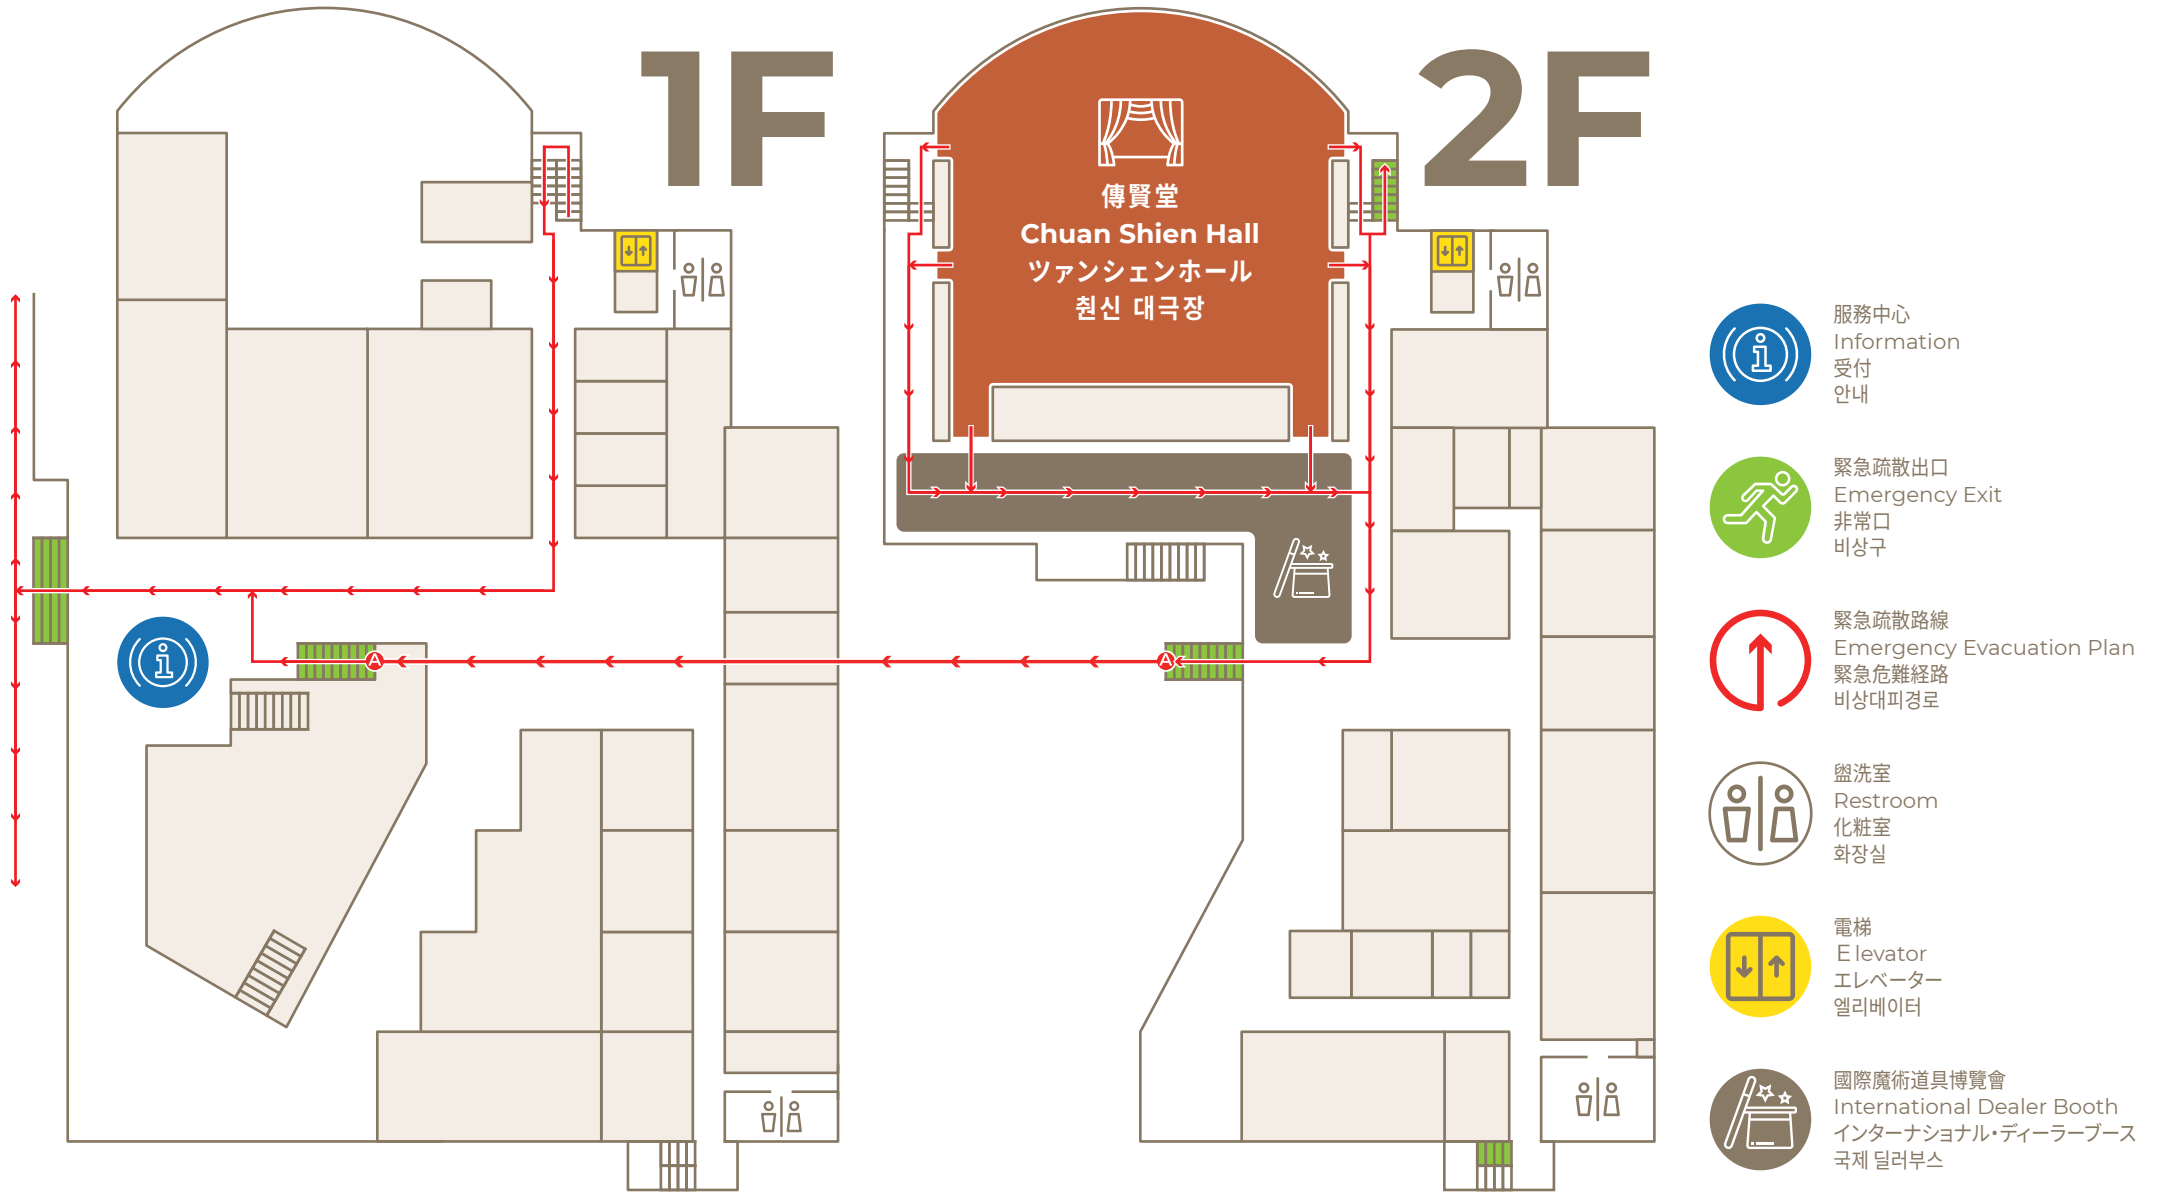 1F
2F
傳賢堂
Chuan Shien Hall
ツァンシェンホール
촨신 대극장
A
A
服務中心
Information
受付
안내
緊急疏散出口
Emergency Exit
非常口
비상구
緊急疏散路線
Emergency Evacuation Plan
緊急危難経路
비상대피경로
盥洗室
Restroom
化粧室
화장실
電梯
Elevator
エレベーター
엘리베이터
國際魔術道具博覽會
International Dealer Booth
インターナショナル・ディーラーブース
국제 딜러부스